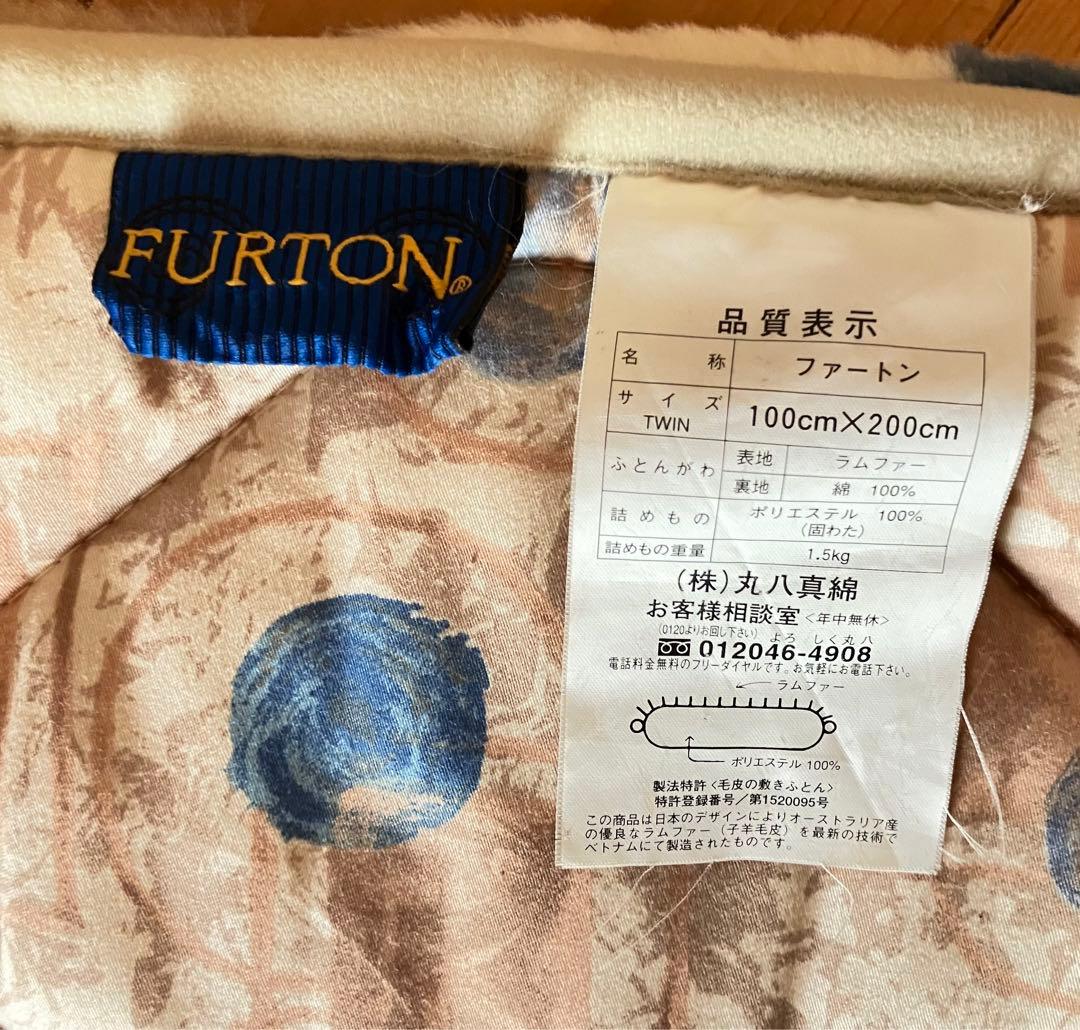 FURTON®
品質表示
名称 ファートン
サイズ TWIN 100cm×200cm
ふとんがわ 表地 ラムファー
裏地 綿 100%
詰めもの ポリエステル 100%
(固わた)
詰めもの重量 1.5kg
(株)丸八真綿
お客様相談室<年中無休>
(0120よりお回し下さい) よろ しく丸八
012046-4908
電話料金無料のフリーダイヤルです。お気軽にお電話下さい。
ラムファー
ポリエステル 100%
製法特許<毛皮の敷きふとん>
特許登録番号/第1520095号
この商品は日本のデザインによりオーストラリア産
の優良なラムファー(子羊毛皮)を最新の技術で
ベトナムにて製造されたものです。